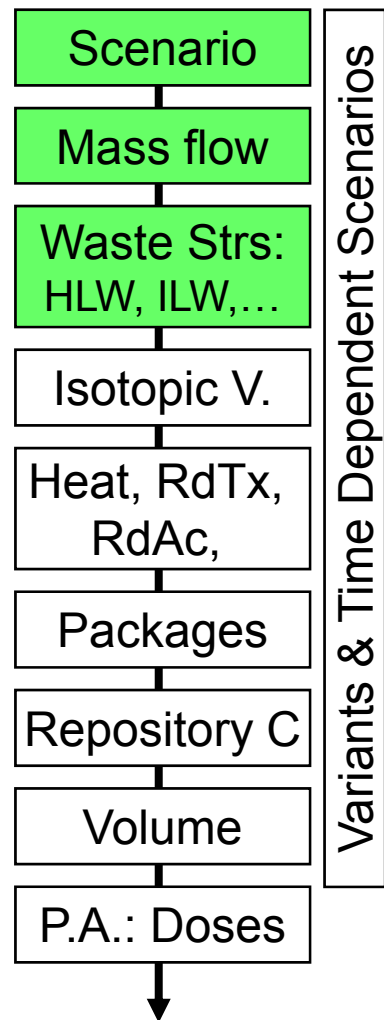 Scenario
Mass flow
Waste Strs:
HLW, ILW,...
Isotopic V.
Heat, RdTx,
RdAc,
Packages
Repository C
Volume
P.A.: Doses
Variants & Time Dependent Scenarios